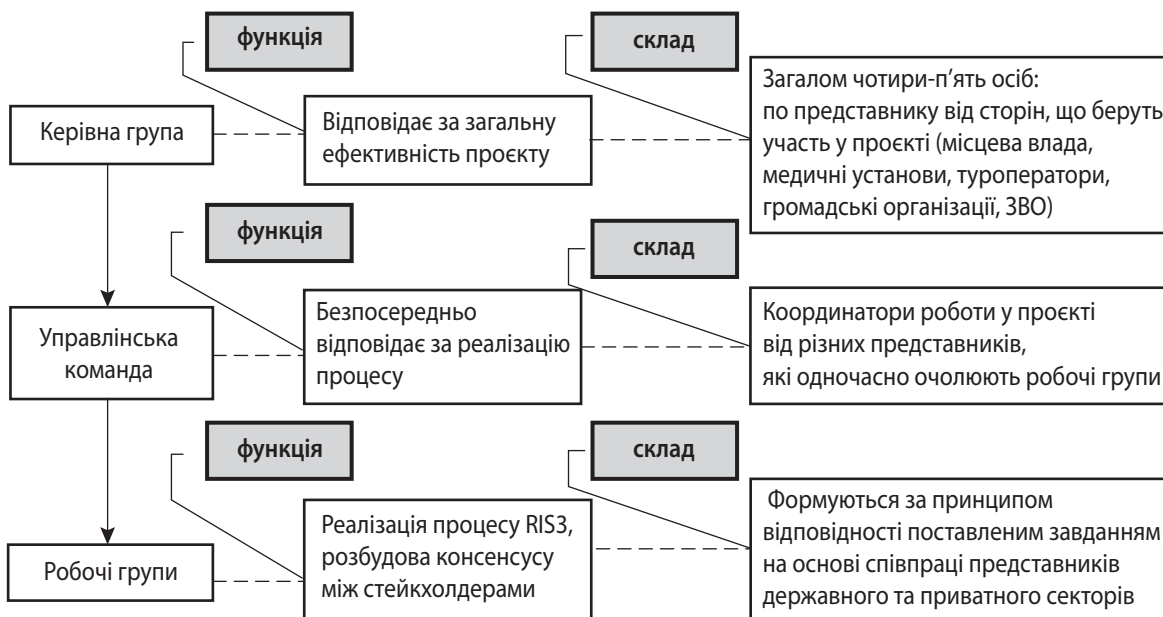 функція
склад
Керівна група
Відповідає за загальну
ефективність проєкту
Загалом чотири-п’ять осіб:
по представнику від сторін, що беруть
участь у проєкті (місцева влада,
медичні установи, туроператори,
громадські організації, ЗВО)
функція
склад
Управлінська
команда
Безпосередньо
відповідає за реалізацію
процесу
Координатори роботи у проєкті
від різних представників,
які одночасно очолюють робочі групи
функція
склад
Робочі групи
Реалізація процесу RIS3,
розбудова консенсусу
між стейкхолдерами
Формуються за принципом
відповідності поставленим завданням
на основі співпраці представників
державного та приватного секторів